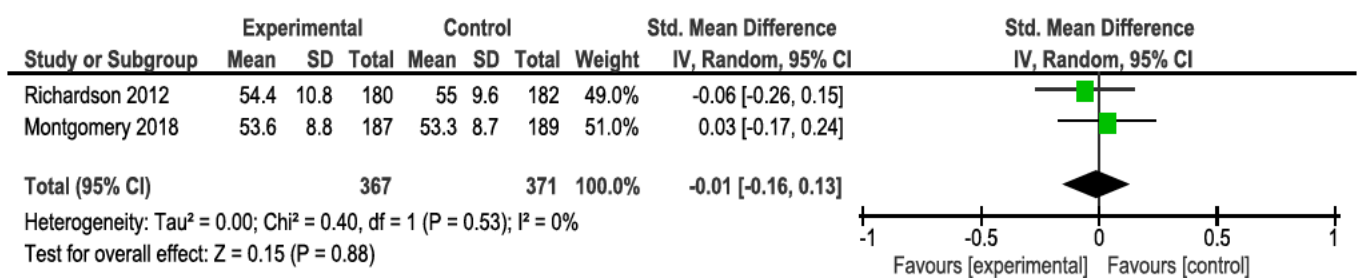 Experimental Control Std. Mean Difference Std. Mean Difference
Study or Subgroup Mean SD Total Mean SD Total Weight IV, Random, 95% CI IV, Random, 95% CI
Richardson 2012 54.4 10.8 180 55 9.6 182 49.0% -0.06 [-0.26, 0.15]
Montgomery 2018 53.6 8.8 187 53.3 8.7 189 51.0% 0.03 [-0.17, 0.24]
Total (95% CI) 367 371 100.0% -0.01 [-0.16, 0.13]
Heterogeneity: Tau² = 0.00; Chi² = 0.40, df = 1 (P = 0.53); I² = 0%
Test for overall effect: Z = 0.15 (P = 0.88)
-1 -0.5 0 0.5 1
Favours [experimental] Favours [control]